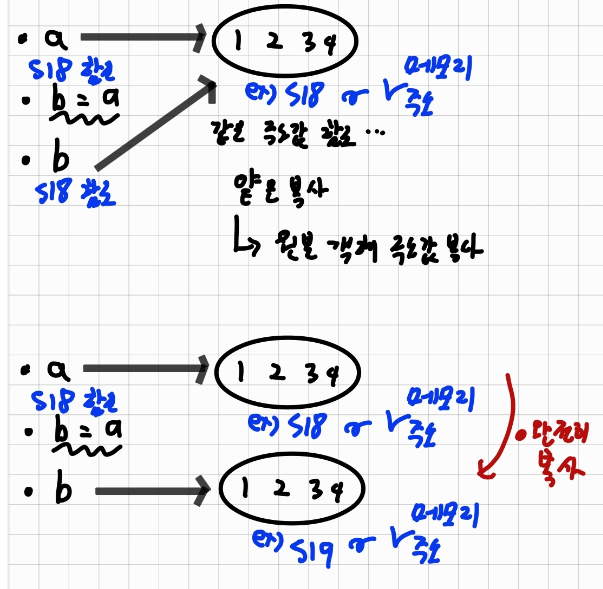 • a → 1 2 3 4
518 참조
ex) 518 메모리 주소
• b = a
같은 주소값 참조 …
• b
518 참조
얕은 복사
↳ 원본 객체 주소값 복사
• a → 1 2 3 4
518 참조
ex) 518 메모리 주소
• b = a
• 완전히 복사
• b → 1 2 3 4
ex) 519 메모리 주소